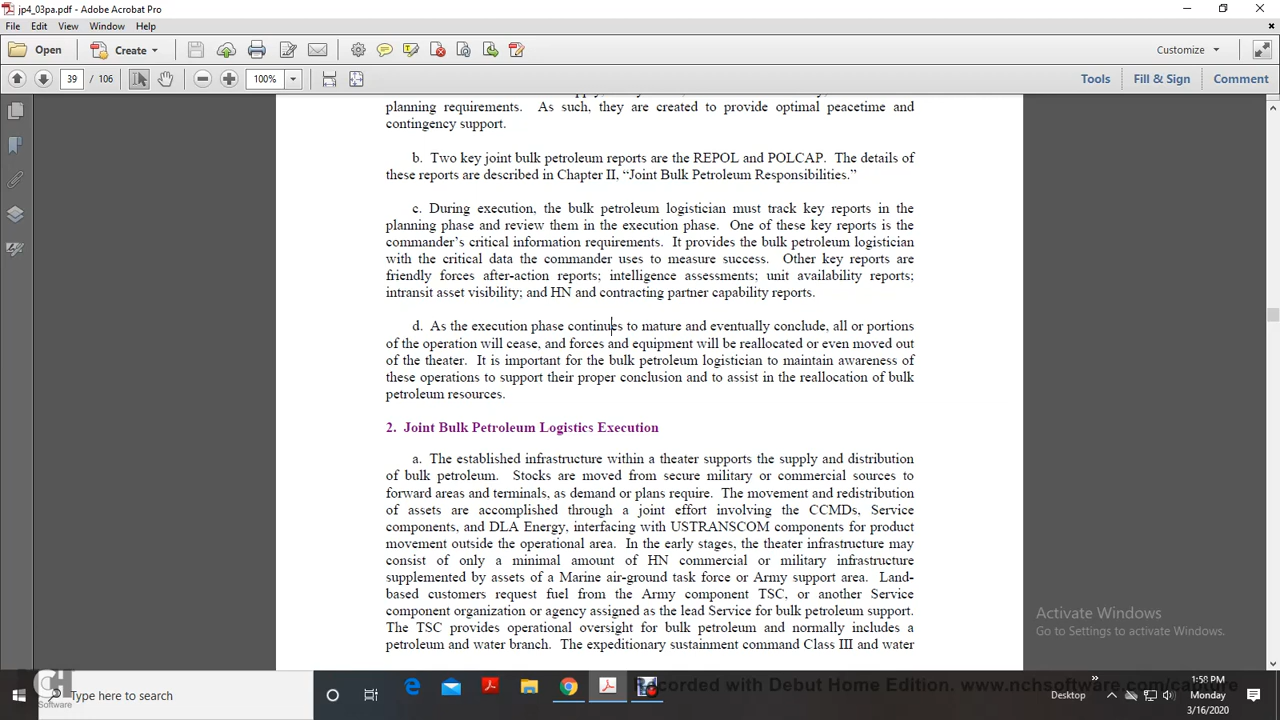 jp4_03pa.pdf - Adobe Acrobat Pro
File Edit View Window Help
Open Create Customize
39 / 106 100% Tools Fill & Sign Comment
planning requirements. As such, they are created to provide optimal peacetime and
contingency support.
b. Two key joint bulk petroleum reports are the REPOL and POLCAP. The details of
these reports are described in Chapter II, “Joint Bulk Petroleum Responsibilities.”
c. During execution, the bulk petroleum logistician must track key reports in the
planning phase and review them in the execution phase. One of these key reports is the
commander’s critical information requirements. It provides the bulk petroleum logistician
with the critical data the commander uses to measure success. Other key reports are
friendly forces after-action reports; intelligence assessments; unit availability reports;
intransit asset visibility; and HN and contracting partner capability reports.
d. As the execution phase continues to mature and eventually conclude, all or portions
of the operation will cease, and forces and equipment will be reallocated or even moved out
of the theater. It is important for the bulk petroleum logistician to maintain awareness of
these operations to support their proper conclusion and to assist in the reallocation of bulk
petroleum resources.
2. Joint Bulk Petroleum Logistics Execution
a. The established infrastructure within a theater supports the supply and distribution
of bulk petroleum. Stocks are moved from secure military or commercial sources to
forward areas and terminals, as demand or plans require. The movement and redistribution
of assets are accomplished through a joint effort involving the CCMDs, Service
components, and DLA Energy, interfacing with USTRANSCOM components for product
movement outside the operational area. In the early stages, the theater infrastructure may
consist of only a minimal amount of HN commercial or military infrastructure
supplemented by assets of a Marine air-ground task force or Army support area. Land-
based customers request fuel from the Army component TSC, or another Service
component organization or agency assigned as the lead Service for bulk petroleum support.
The TSC provides operational oversight for bulk petroleum and normally includes a
petroleum and water branch. The expeditionary sustainment command Class III and water
Activate Windows
Go to Settings to activate Windows.
NCH
Software
Type here to search
Recorded with Debut Home Edition. www.nchsoftware.com/capture
Desktop
1:58 PM
Monday
3/16/2020